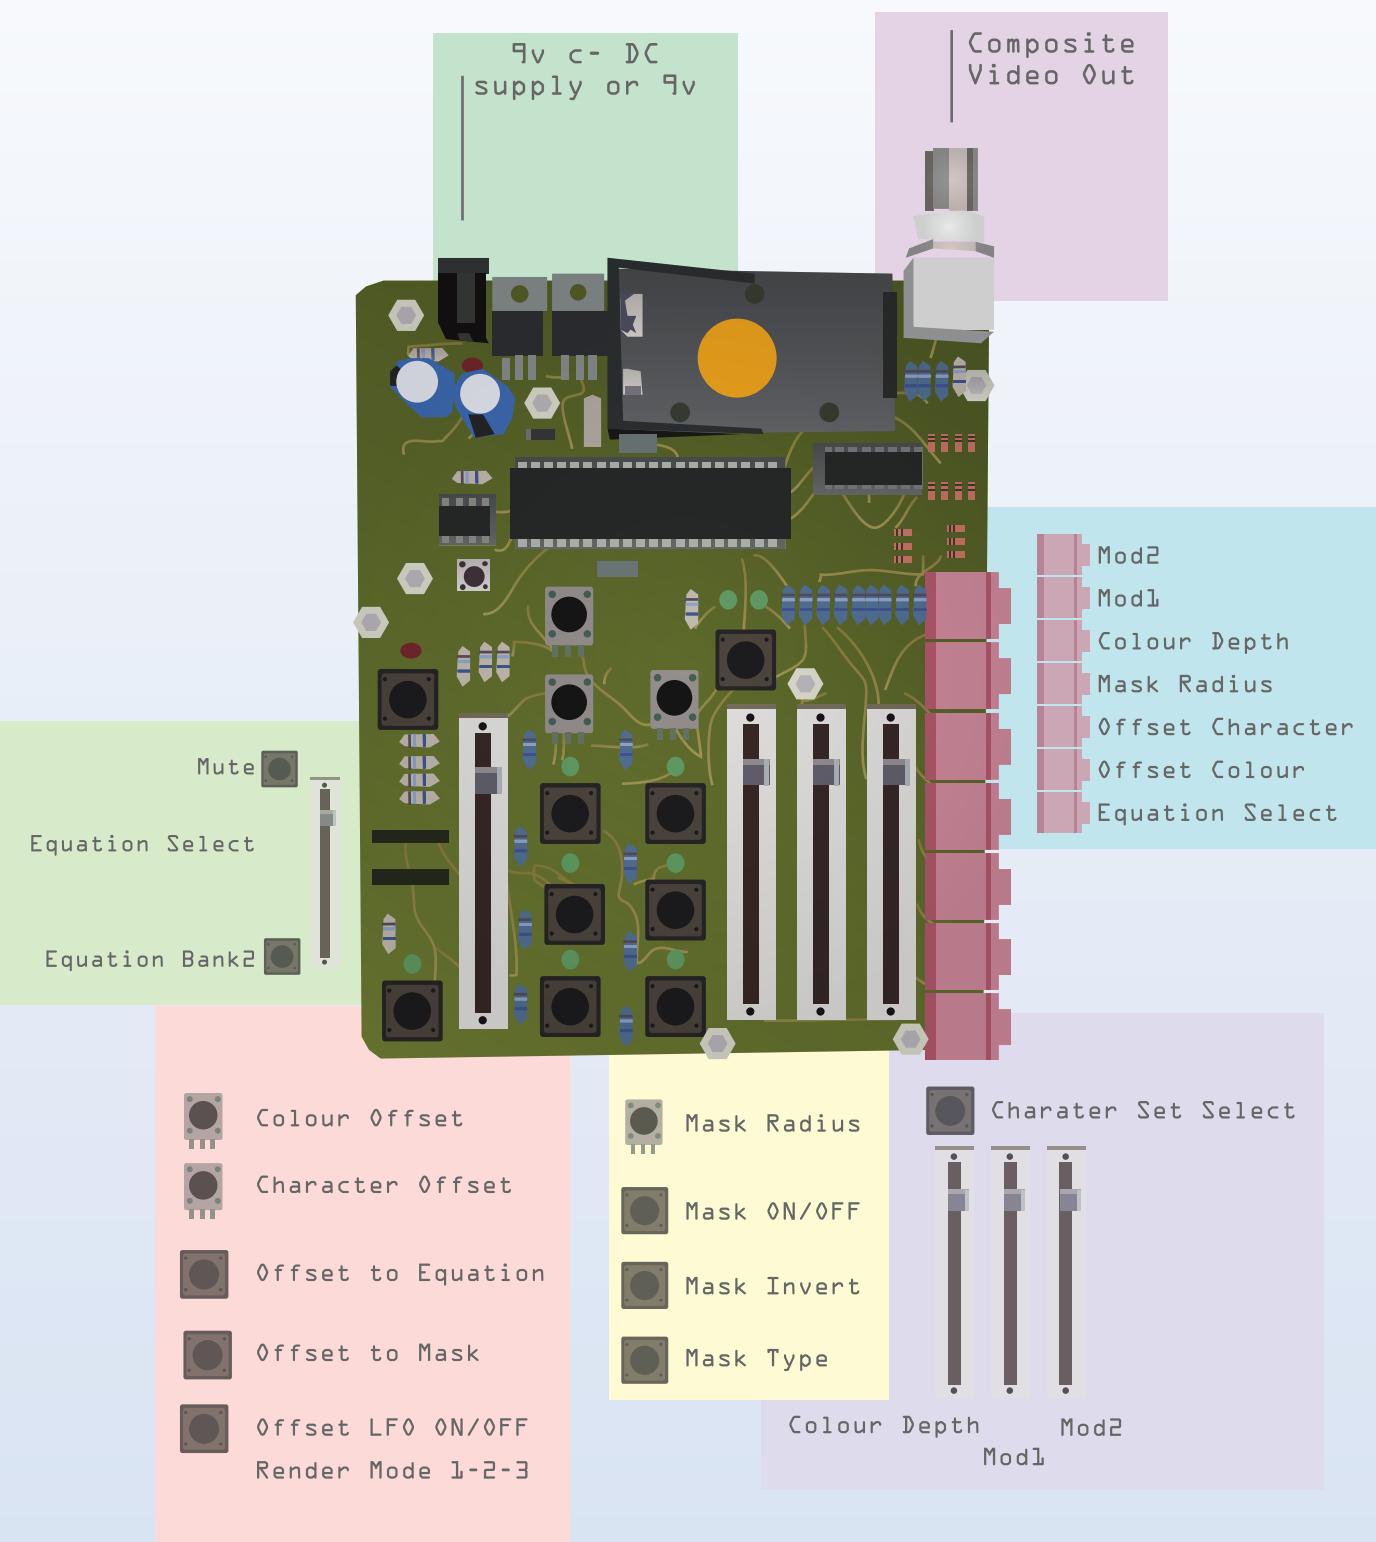 9v c- DC
supply or 9v
Composite
Video Out
Mod2
Mod1
Colour Depth
Mask Radius
Offset Character
Offset Colour
Equation Select
Mute
Equation Select
Equation Bank2
Colour Offset
Character Offset
Offset to Equation
Offset to Mask
Offset LFO ON/OFF
Render Mode 1-2-3
Mask Radius
Mask ON/OFF
Mask Invert
Mask Type
Charater Set Select
Colour Depth
Mod1
Mod2